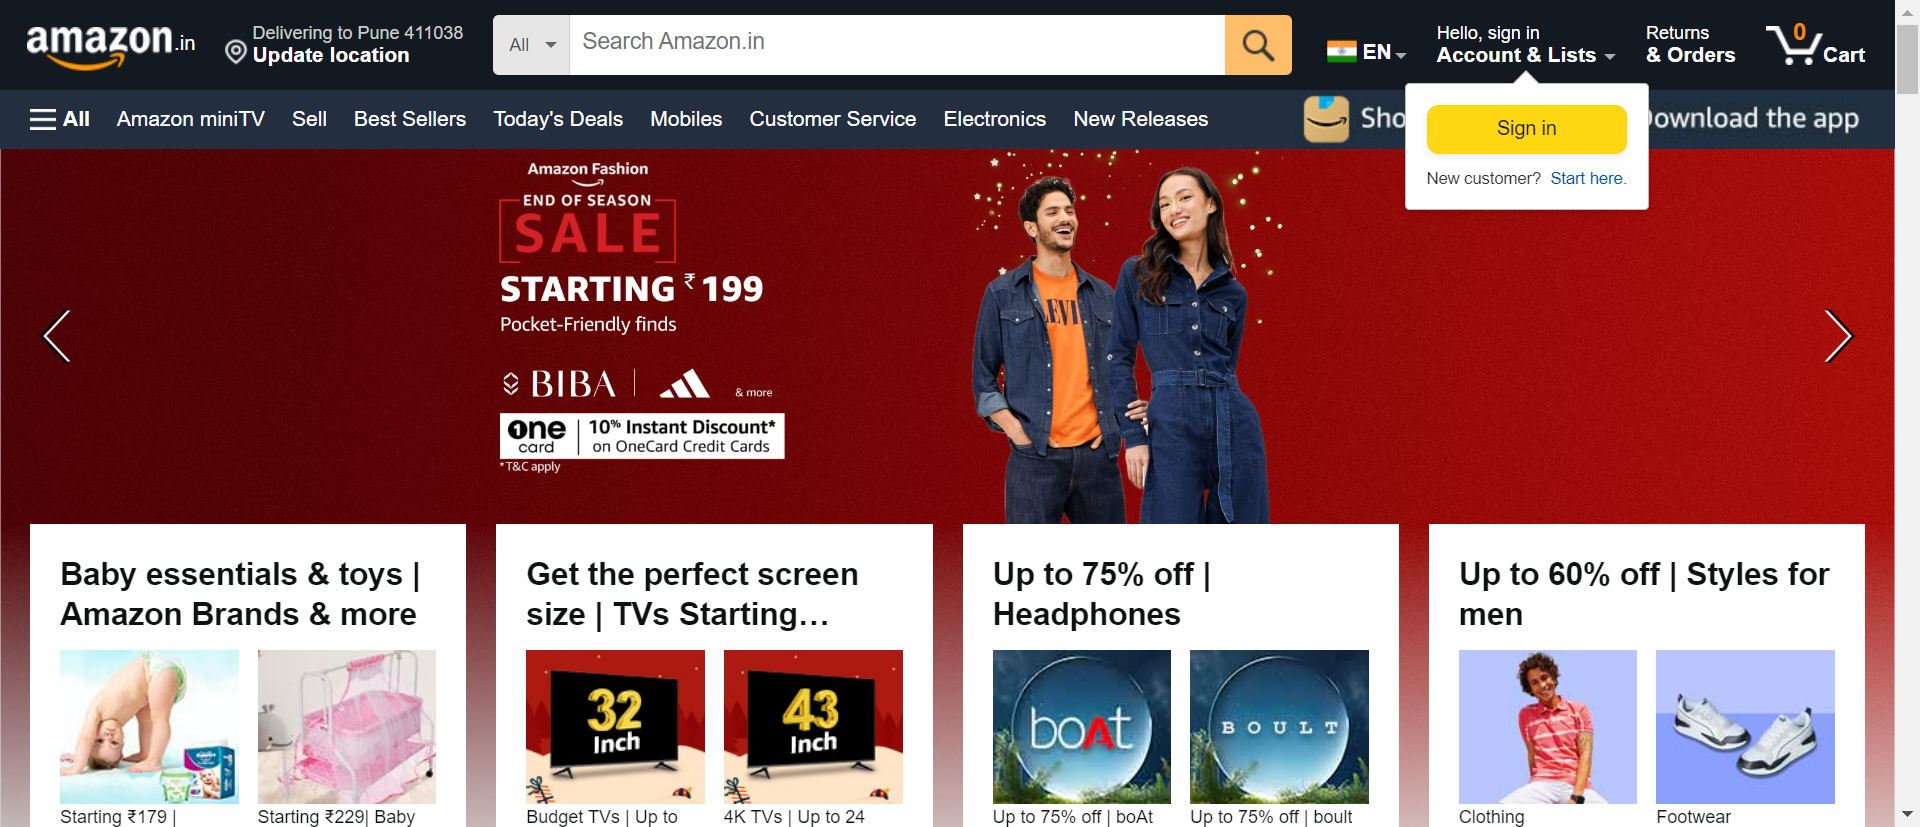 amazon.in
Delivering to Pune 411038
Update location
All
Search Amazon.in
EN
Hello, sign in
Account & Lists
Returns
& Orders
0
Cart
All
Amazon miniTV
Sell
Best Sellers
Today's Deals
Mobiles
Customer Service
Electronics
New Releases
Download the app
Sign in
New customer? Start here.
Amazon Fashion
END OF SEASON
SALE
STARTING ₹199
Pocket-Friendly finds
BIBA
& more
one card
10% Instant Discount*
on OneCard Credit Cards
*T&C apply
Baby essentials & toys |
Amazon Brands & more
Get the perfect screen
size | TVs Starting…
Up to 75% off |
Headphones
Up to 60% off | Styles for
men
32
Inch
43
Inch
boAt
BOULT
Starting ₹179 |
Starting ₹229| Baby
Budget TVs | Up to
4K TVs | Up to 24
Up to 75% off | boAt
Up to 75% off | boult
Clothing
Footwear